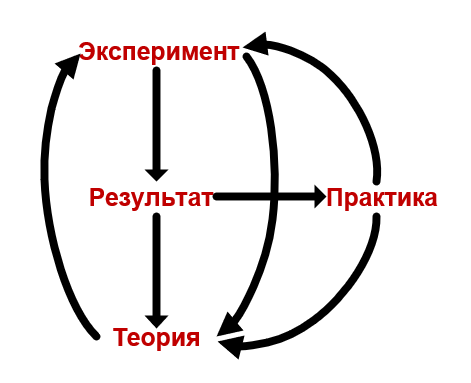 Эксперимент
Результат
Практика
Теория